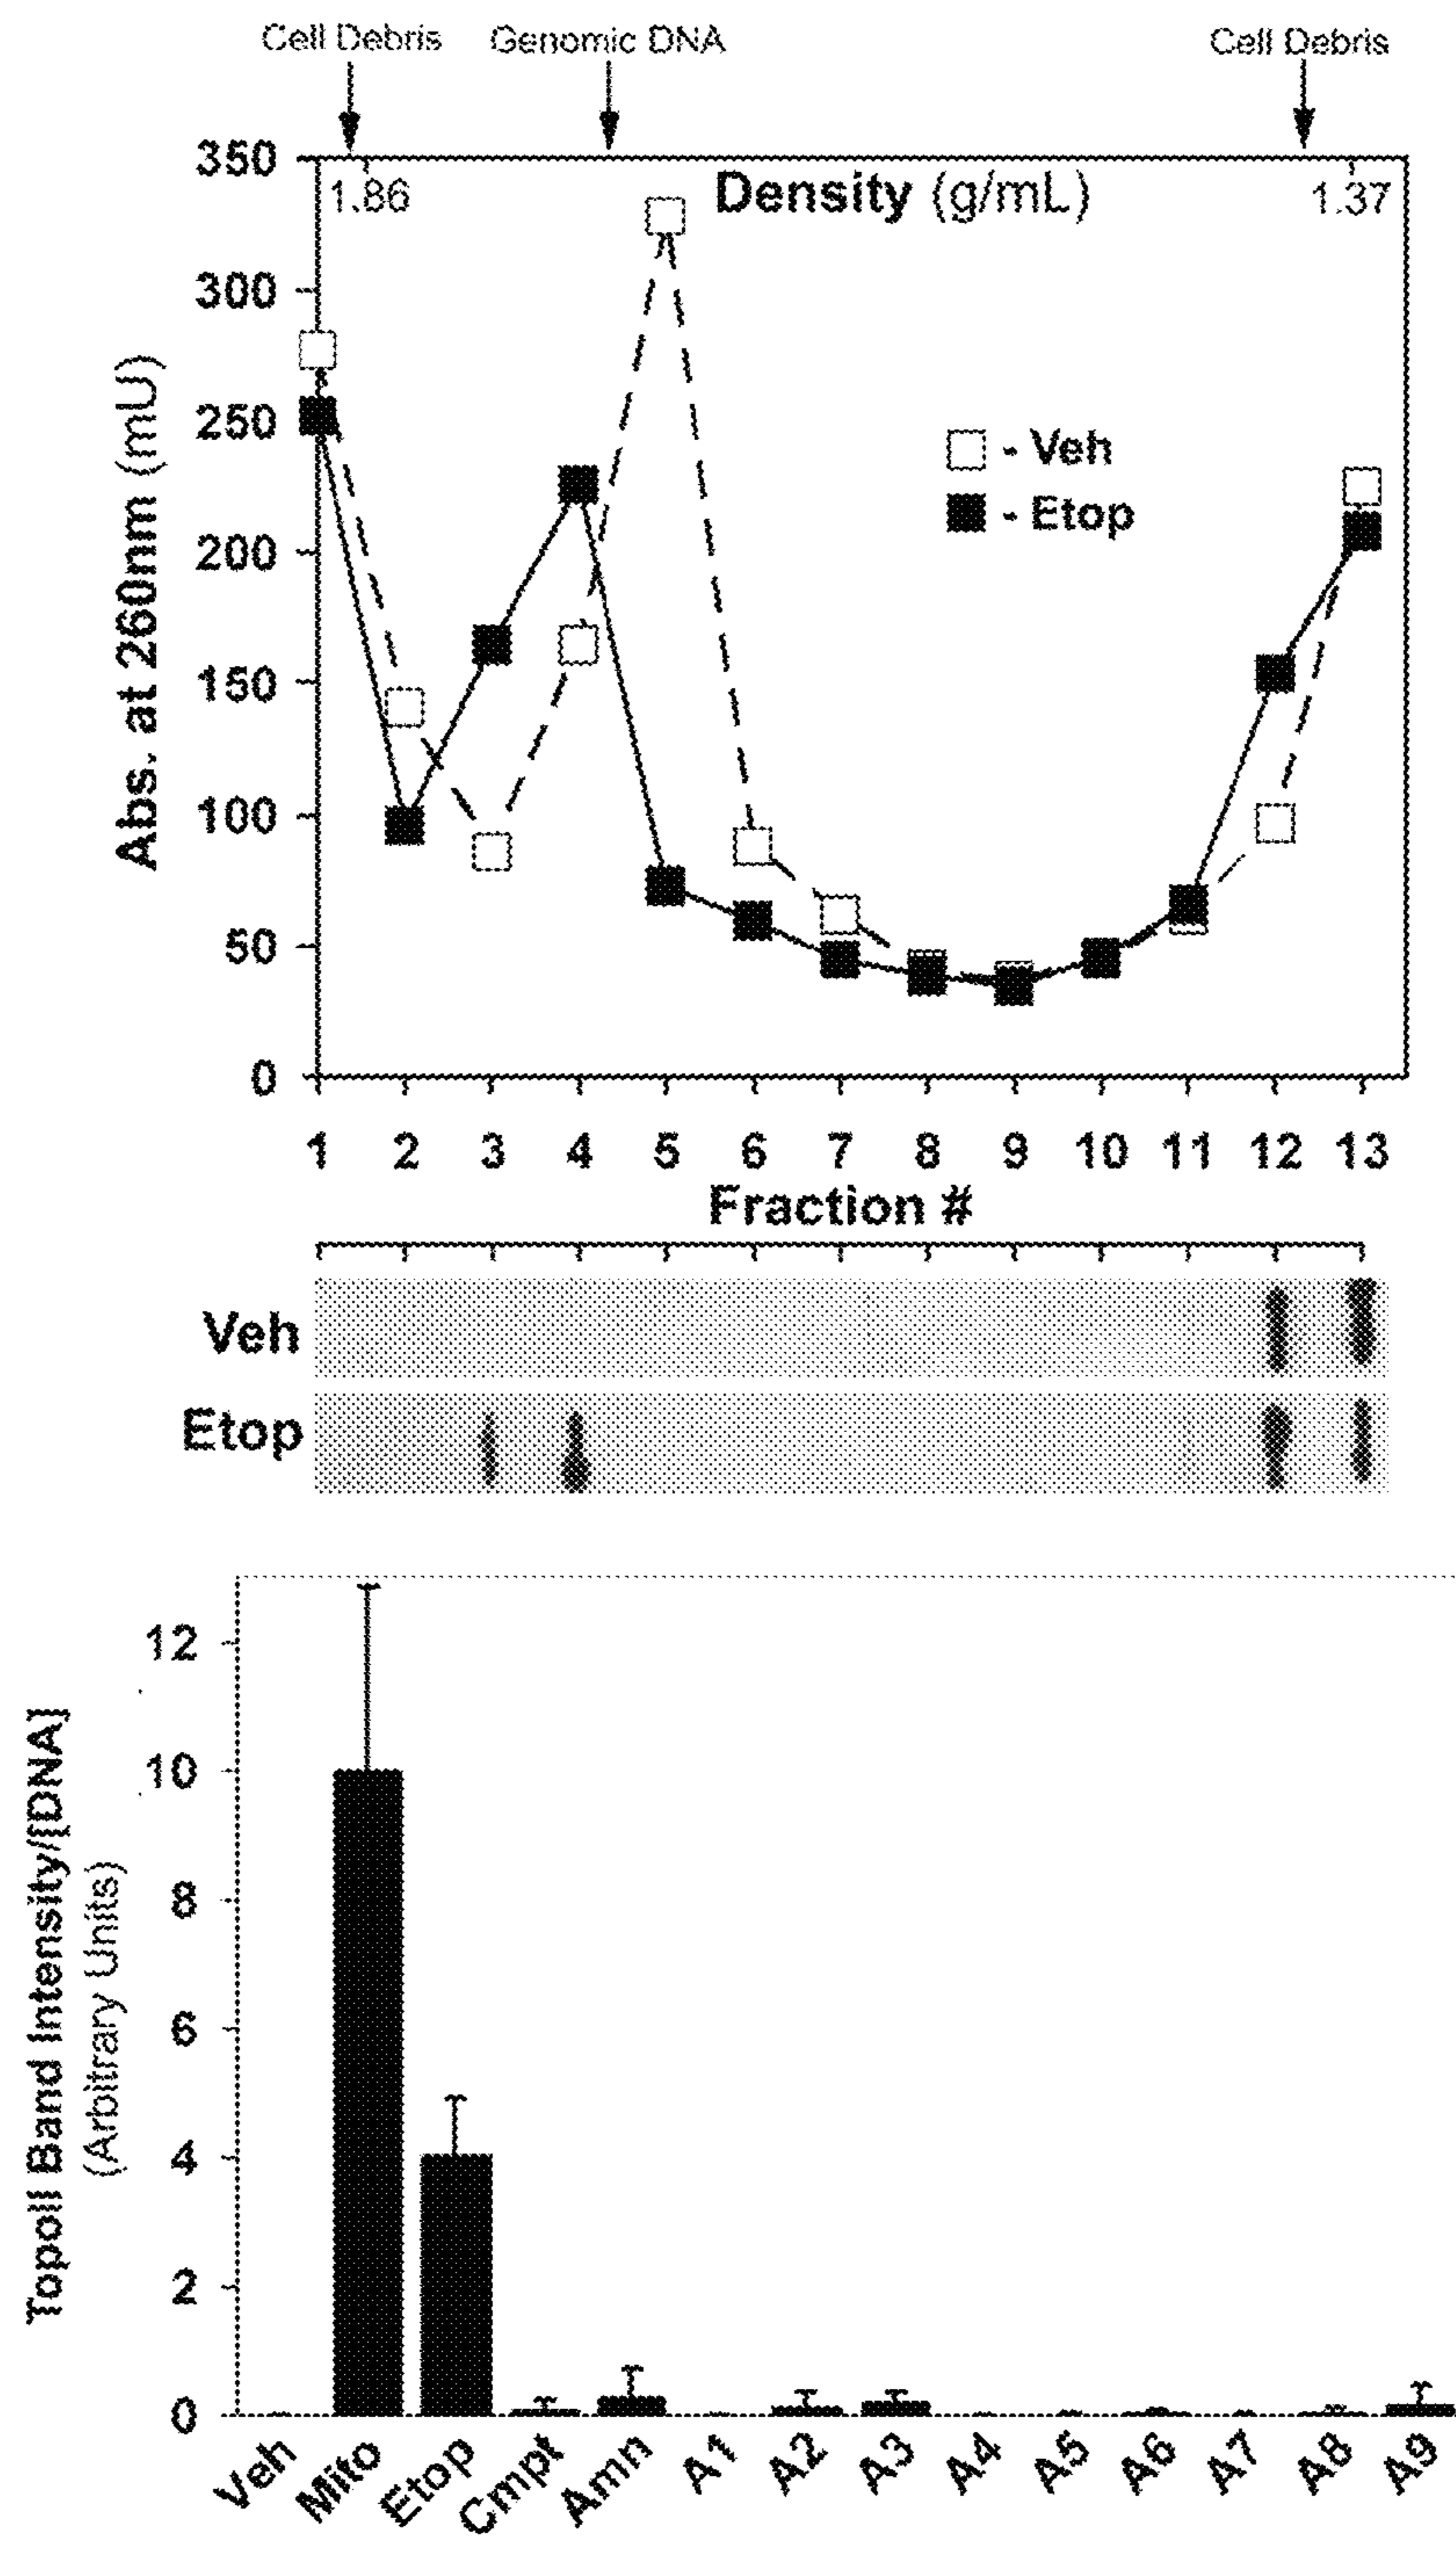 Cell Debris Genomic DNA Cell Debris
350
1.86 Density (g/mL) 1.37
300
250
200
150
100
50
0
Abs. at 260nm (mU)
- Veh
- Etop
1 2 3 4 5 6 7 8 9 10 11 12 13
Fraction #
Veh
Etop
12
10
8
6
4
2
0
TopoII Band Intensity/[DNA]
(Arbitrary Units)
Veh Mito Etop Cmpt Amn A1 A2 A3 A4 A5 A6 A7 A8 A9